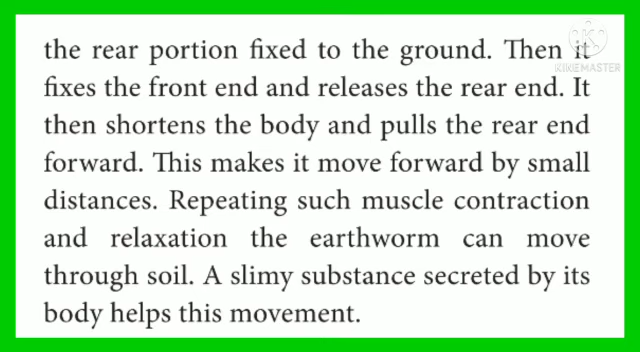 the rear portion fixed to the ground. Then it
fixes the front end and releases the rear end. It
then shortens the body and pulls the rear end
forward. This makes it move forward by small
distances. Repeating such muscle contraction
and relaxation the earthworm can move
through soil. A slimy substance secreted by its
body helps this movement.
KINEMASTER